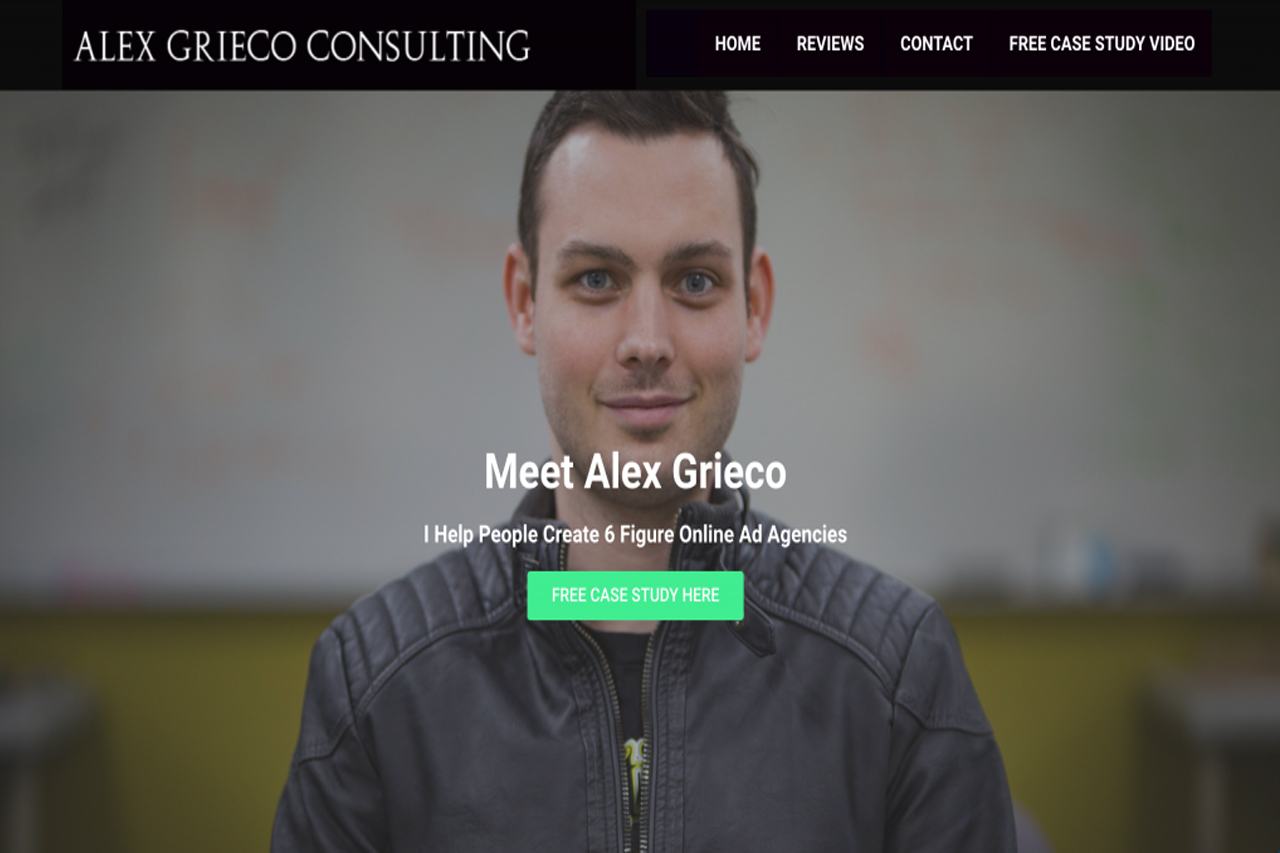 ALEX GRIECO CONSULTING
HOME REVIEWS CONTACT FREE CASE STUDY VIDEO
Meet Alex Grieco
I Help People Create 6 Figure Online Ad Agencies
FREE CASE STUDY HERE